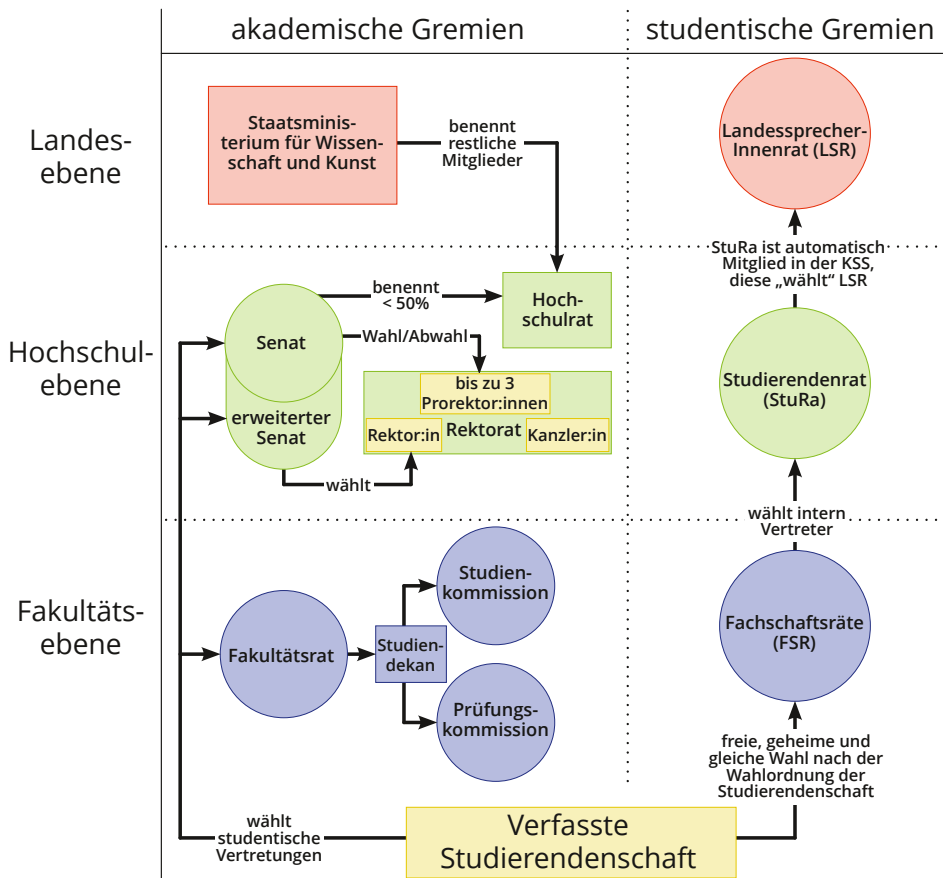 akademische Gremien
studentische Gremien
Landes-
ebene
Staatsminis-
terium für Wissen-
schaft und Kunst
benennt
restliche
Mitglieder
Landessprecher-
Innenrat (LSR)
StuRa ist automatisch
Mitglied in der KSS,
diese „wählt“ LSR
Hochschul-
ebene
Senat
erweiterter
Senat
benennt
< 50%
Hoch-
schulrat
Wahl/Abwahl
bis zu 3
Prorektor:innen
Rektor:in
Rektorat
Kanzler:in
wählt
Studierendenrat
(StuRa)
wählt intern
Vertreter
Fakultäts-
ebene
Fakultätsrat
Studien-
dekan
Studien-
kommission
Prüfungs-
kommission
Fachschaftsräte
(FSR)
freie, geheime und
gleiche Wahl nach der
Wahlordnung der
Studierendenschaft
wählt
studentische
Vertretungen
Verfasste
Studierendenschaft